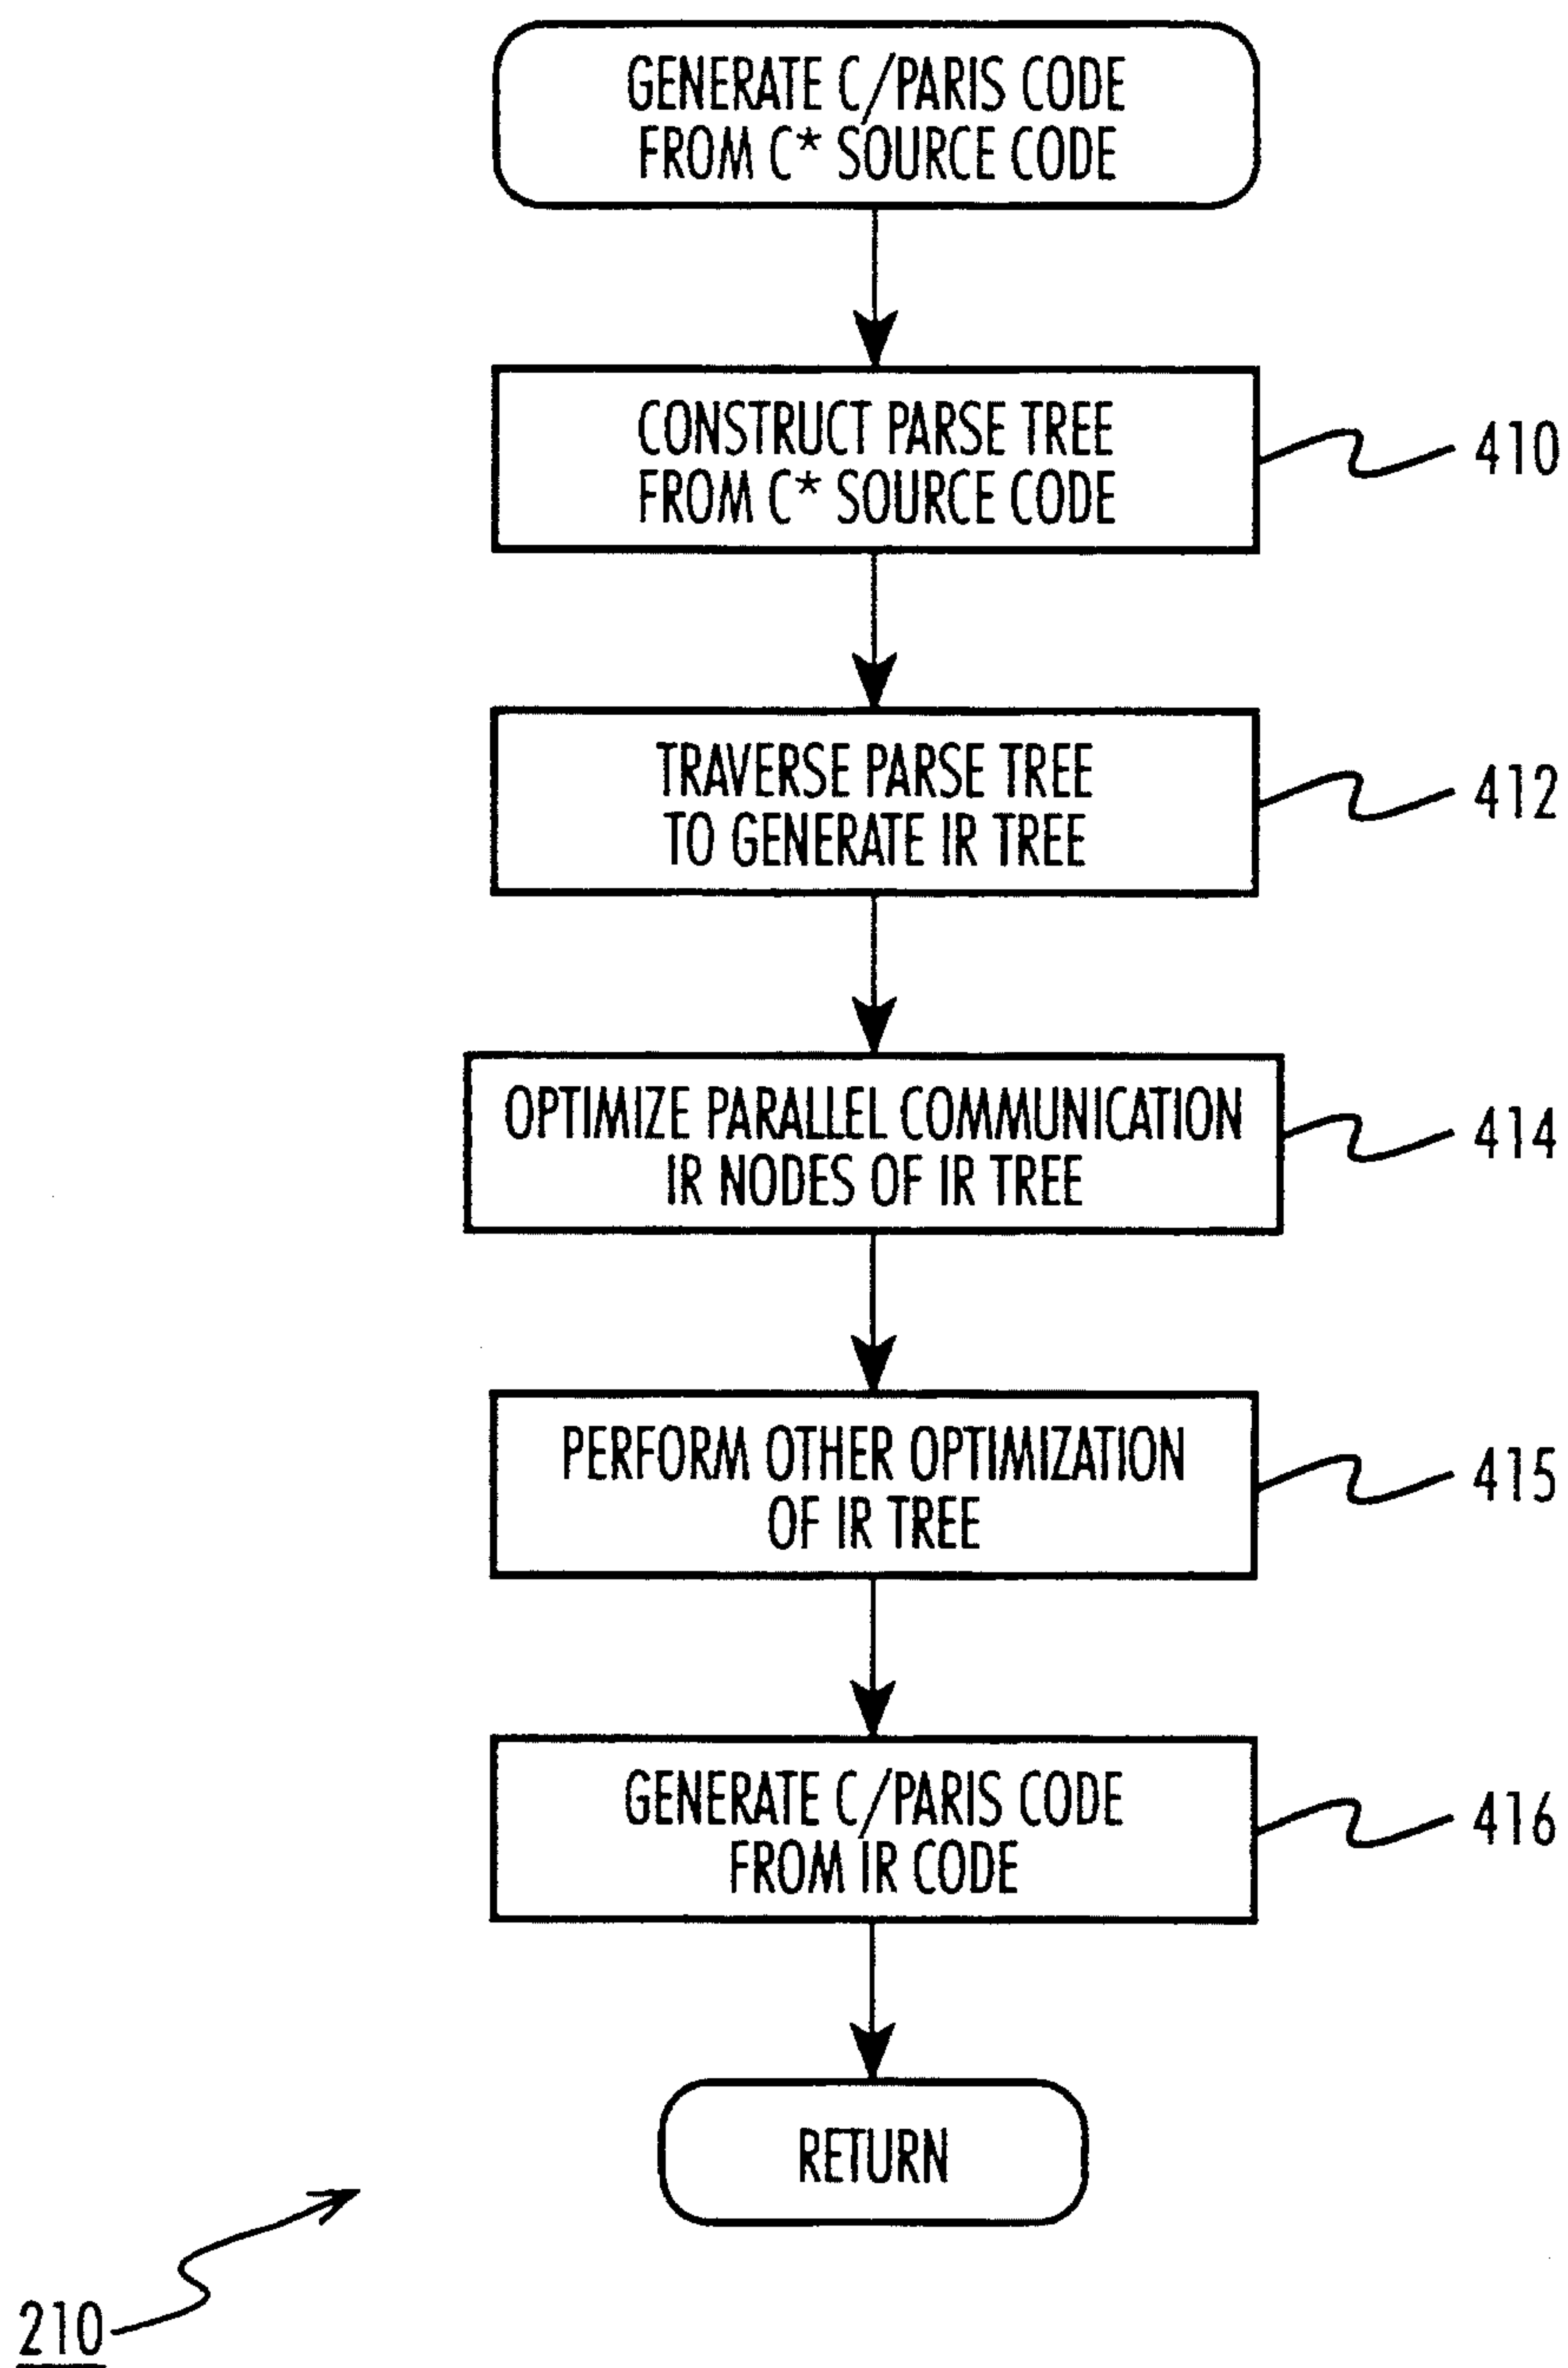 GENERATE C/PARIS CODE
FROM C* SOURCE CODE
CONSTRUCT PARSE TREE
FROM C* SOURCE CODE
410
TRAVERSE PARSE TREE
TO GENERATE IR TREE
412
OPTIMIZE PARALLEL COMMUNICATION
IR NODES OF IR TREE
414
PERFORM OTHER OPTIMIZATION
OF IR TREE
415
GENERATE C/PARIS CODE
FROM IR CODE
416
RETURN
210